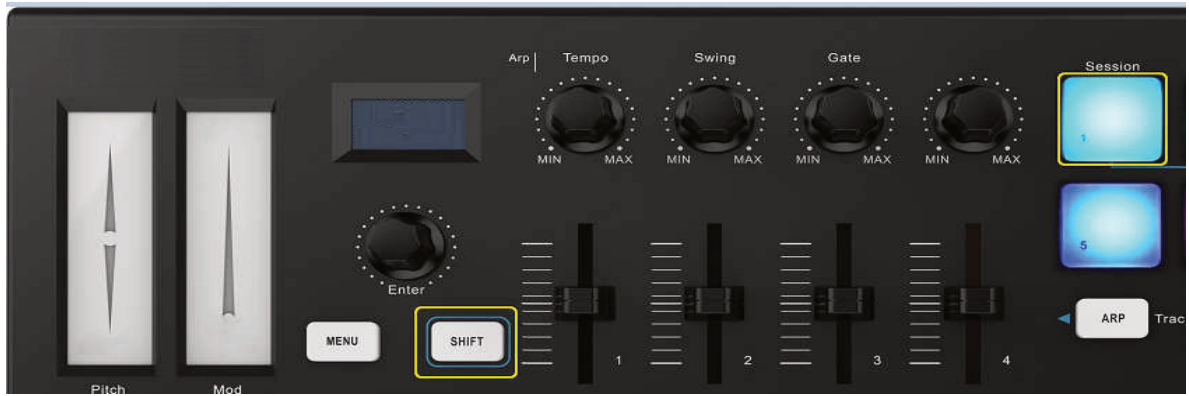 Arp
Tempo
Swing
Gate
Session
MIN MAX
MIN MAX
MIN MAX
MIN MAX
1
5
Enter
MENU
SHIFT
ARP
Trac
1
2
3
4
Pitch
Mod